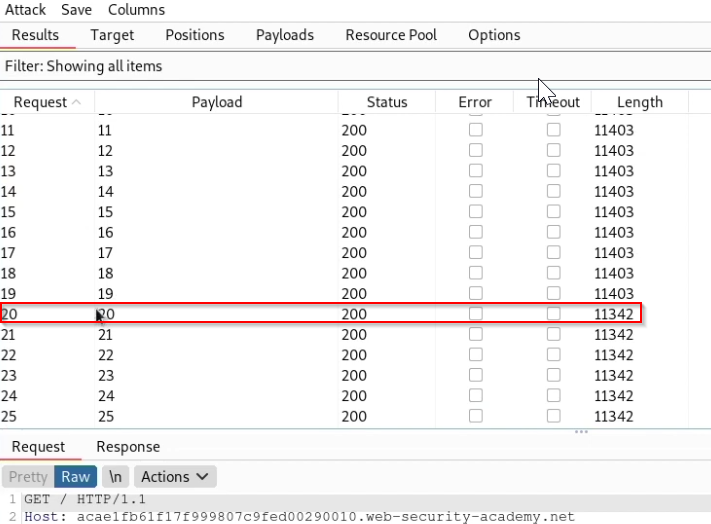 Attack Save Columns
Results Target Positions Payloads Resource Pool Options
Filter: Showing all items
Request Payload Status Error Timeout Length
11 11 200 11403
12 12 200 11403
13 13 200 11403
14 14 200 11403
15 15 200 11403
16 16 200 11403
17 17 200 11403
18 18 200 11403
19 19 200 11403
20 20 200 11342
21 21 200 11342
22 22 200 11342
23 23 200 11342
24 24 200 11342
25 25 200 11342
Request Response
Pretty Raw \n Actions
1 GET / HTTP/1.1
2 Host: acae1fb61f17f999807c9fed00290010.web-security-academy.net